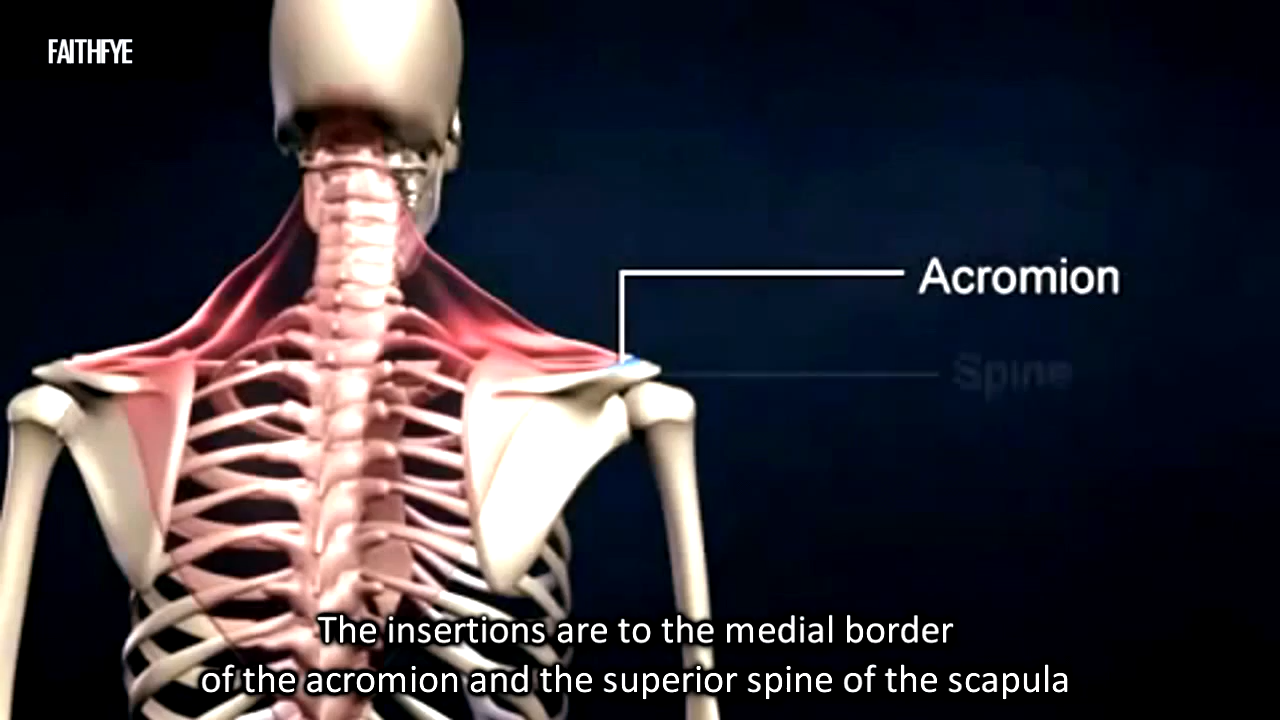 FAITHFYE
Acromion
Spine
The insertions are to the medial border
of the acromion and the superior spine of the scapula